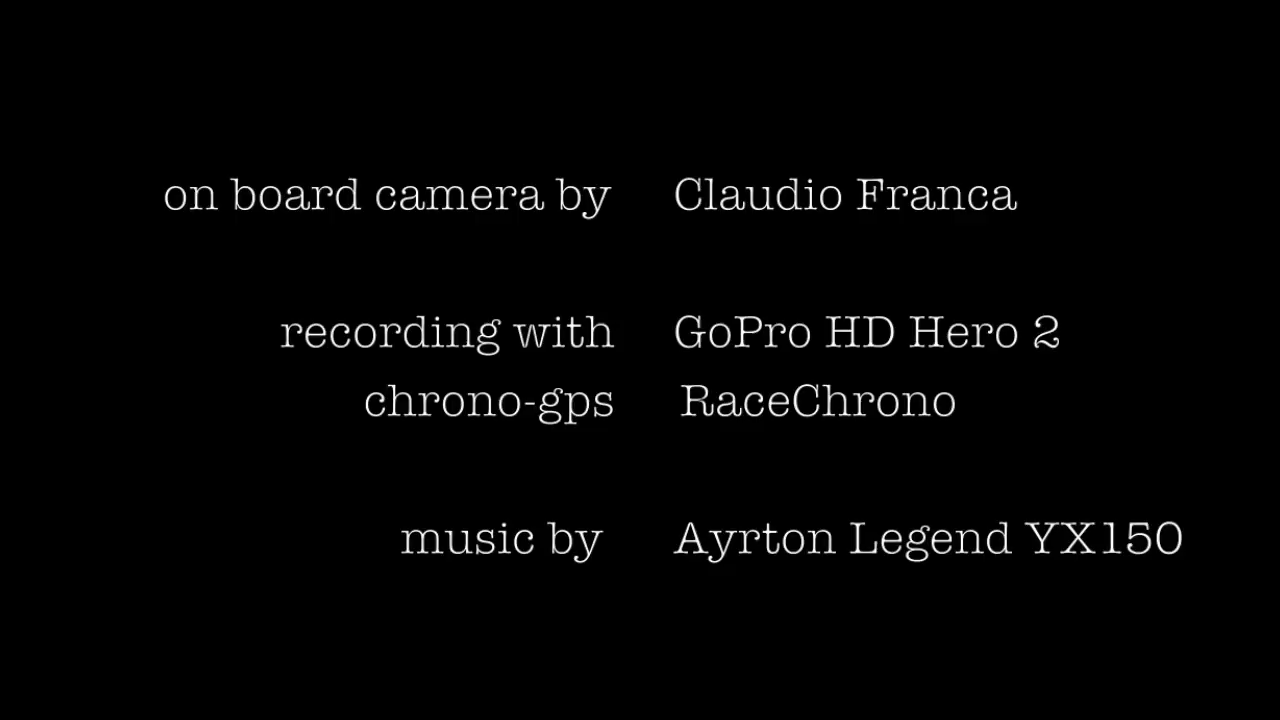 on board camera by Claudio Franca
recording with GoPro HD Hero 2
chrono-gps RaceChrono
music by Ayrton Legend YX150